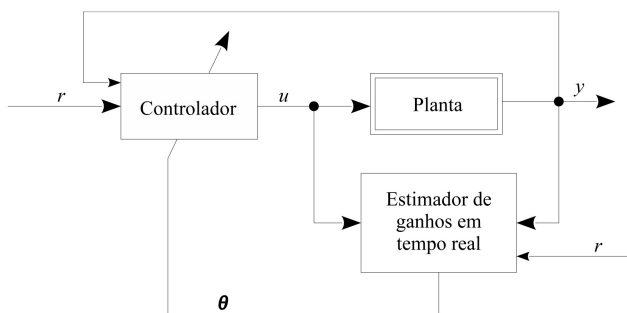 r
Controlador
u
Planta
y
Estimador de
ganhos em
tempo real
r
θ